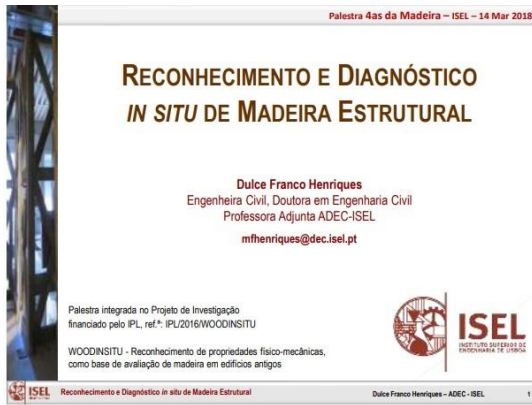 Palestra 4as da Madeira – ISEL – 14 Mar 2018
RECONHECIMENTO E DIAGNÓSTICO
IN SITU DE MADEIRA ESTRUTURAL
Dulce Franco Henriques
Engenheira Civil, Doutora em Engenharia Civil
Professora Adjunta ADEC-ISEL
mfhenriques@dec.isel.pt
Palestra integrada no Projeto de Investigação
financiado pelo IPL, ref.ª: IPL/2016/WOODINSITU
WOODINSITU - Reconhecimento de propriedades físico-mecânicas,
como base de avaliação de madeira em edifícios antigos
ISEL
INSTITUTO SUPERIOR DE
ENGENHARIA DE LISBOA
ISEL
Reconhecimento e Diagnóstico in situ de Madeira Estrutural
Dulce Franco Henriques – ADEC - ISEL
1